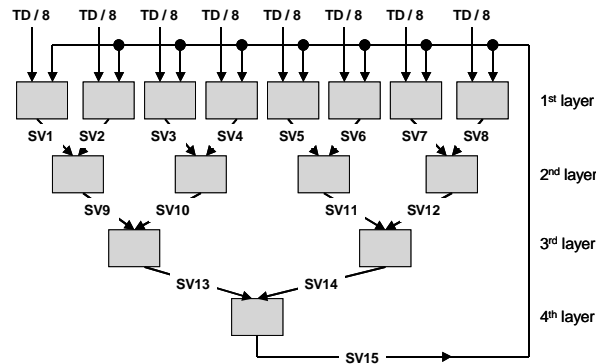 TD / 8 TD / 8 TD / 8 TD / 8 TD / 8 TD / 8 TD / 8 TD / 8
1st layer
SV1 SV2 SV3 SV4 SV5 SV6 SV7 SV8
2nd layer
SV9 SV10 SV11 SV12
3rd layer
SV13 SV14
4th layer
SV15